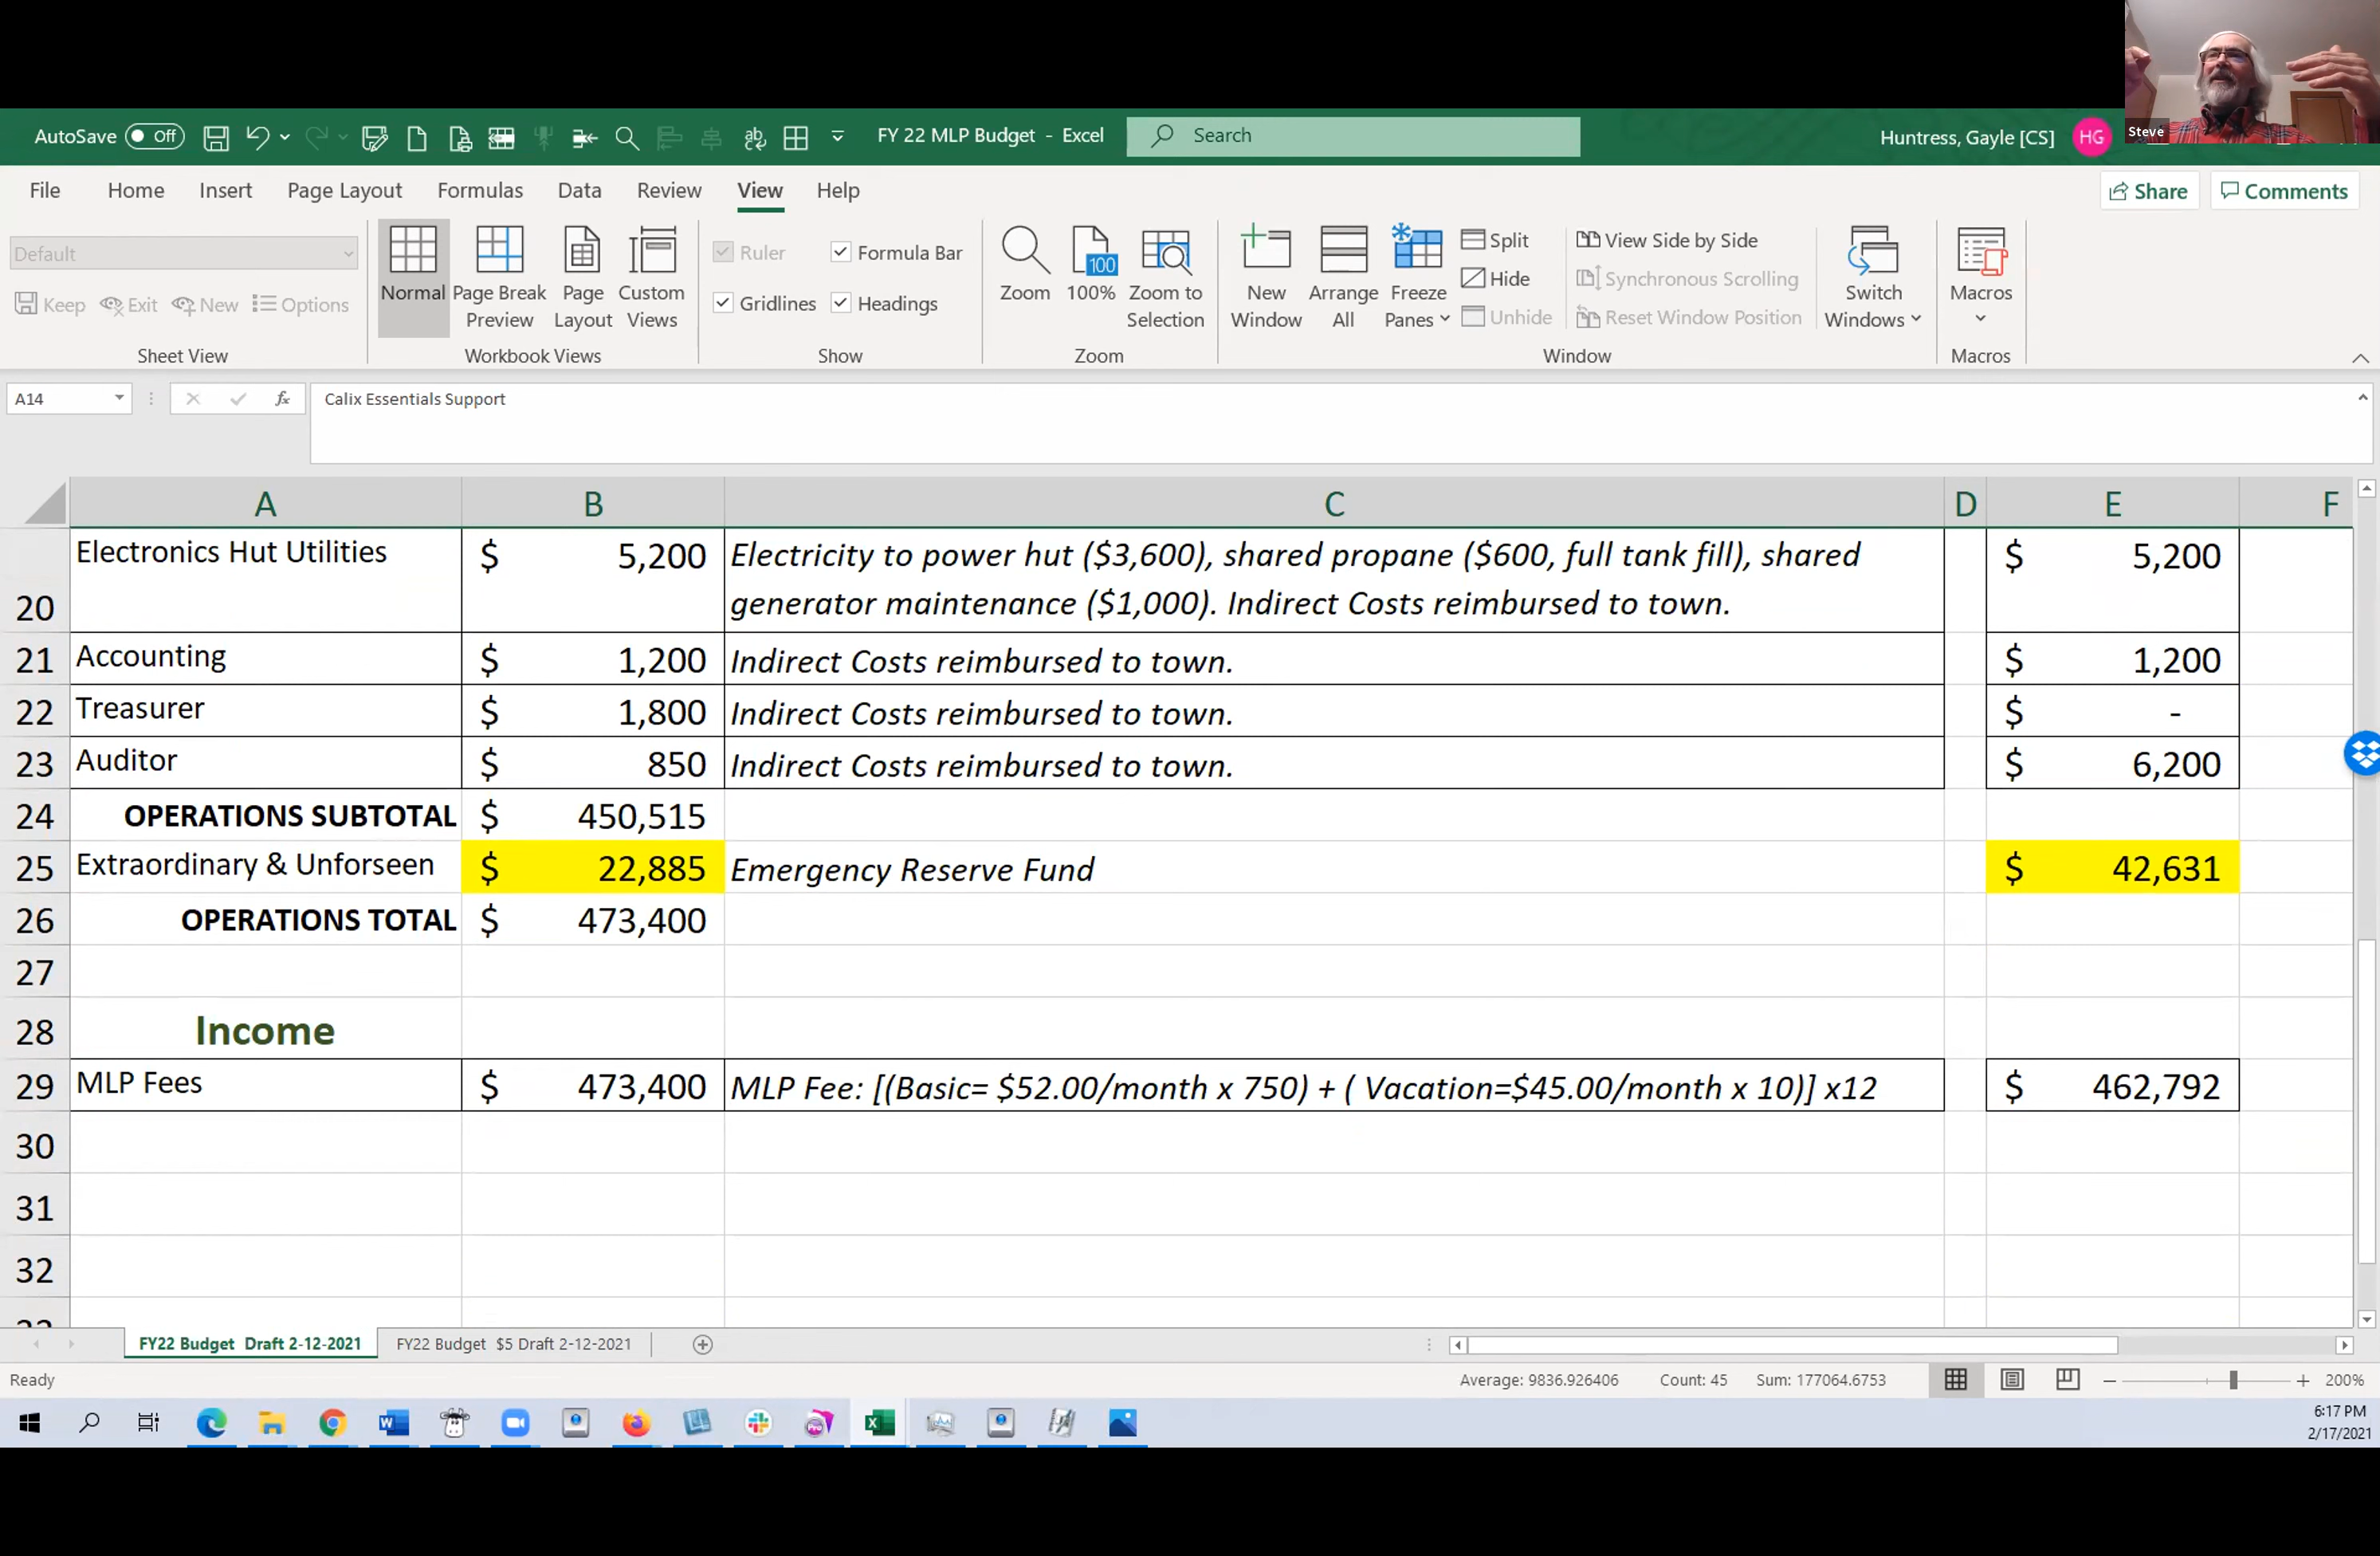 Steve
AutoSave Off FY 22 MLP Budget - Excel Search Huntress, Gayle [CS] HG
File Home Insert Page Layout Formulas Data Review View Help Share Comments
Default
Keep Exit New Options
Sheet View
Normal Page Break Preview Page Layout Custom Views
Workbook Views
Ruler Formula Bar
Gridlines Headings
Show
Zoom 100% Zoom to Selection
100
Zoom
New Window Arrange All Freeze Panes
Split
Hide
Unhide
View Side by Side
Synchronous Scrolling
Reset Window Position
Switch Windows
Window
Macros
Macros
A14 fx Calix Essentials Support
A B C D E F
20 Electronics Hut Utilities $ 5,200 Electricity to power hut ($3,600), shared propane ($600, full tank fill), shared $ 5,200
generator maintenance ($1,000). Indirect Costs reimbursed to town.
21 Accounting $ 1,200 Indirect Costs reimbursed to town. $ 1,200
22 Treasurer $ 1,800 Indirect Costs reimbursed to town. $ -
23 Auditor $ 850 Indirect Costs reimbursed to town. $ 6,200
24 OPERATIONS SUBTOTAL $ 450,515
25 Extraordinary & Unforseen $ 22,885 Emergency Reserve Fund $ 42,631
26 OPERATIONS TOTAL $ 473,400
27
28 Income
29 MLP Fees $ 473,400 MLP Fee: [(Basic= $52.00/month x 750) + ( Vacation=$45.00/month x 10)] x12 $ 462,792
30
31
32
FY22 Budget Draft 2-12-2021 FY22 Budget $5 Draft 2-12-2021
Ready Average: 9836.926406 Count: 45 Sum: 177064.6753 200%
6:17 PM
2/17/2021